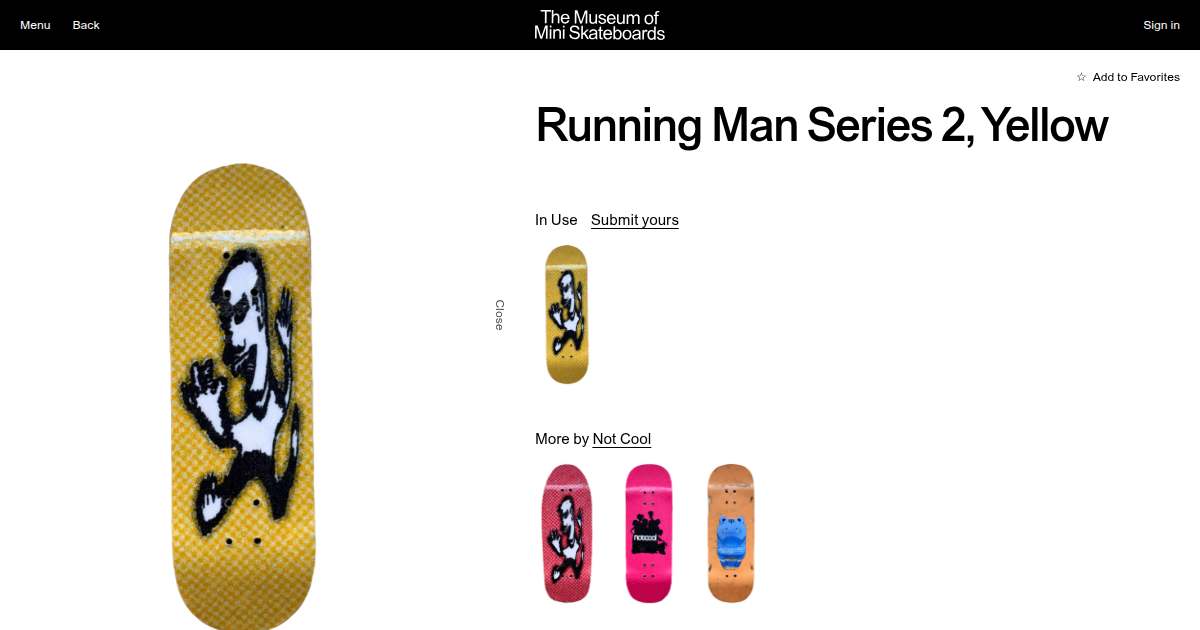 Menu
Back
The Museum of
Mini Skateboards
Sign in
☆ Add to Favorites
Running Man Series 2, Yellow
In Use
Submit yours
Close
More by Not Cool
notcool